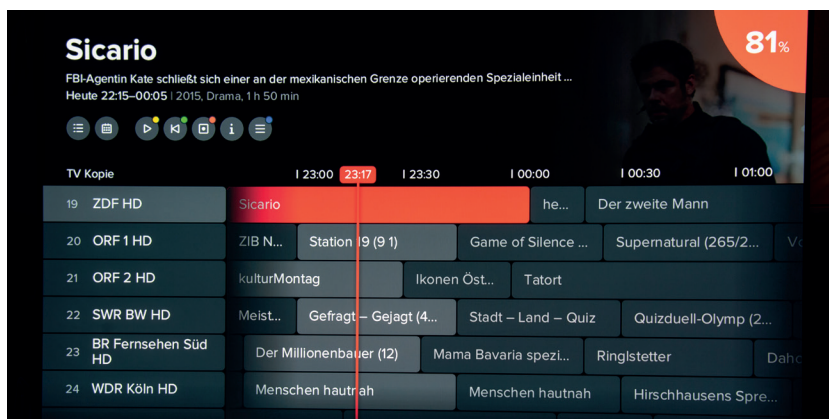 Sicario
81%
FBI-Agentin Kate schließt sich einer an der mexikanischen Grenze operierenden Spezialeinheit ...
Heute 22:15–00:05 | 2015, Drama, 1 h 50 min
TV Kopie
23:00 23:17 23:30 00:00 00:30 01:00
19 ZDF HD Sicario he... Der zweite Mann
20 ORF 1 HD ZIB N... Station 19 (9 1) Game of Silence ... Supernatural (265/2...
21 ORF 2 HD kulturMontag Ikonen Öst... Tatort
22 SWR BW HD Meist... Gefragt – Gejagt (4... Stadt – Land – Quiz Quizduell-Olymp (2...
23 BR Fernsehen Süd HD Der Millionenbauer (12) Mama Bavaria spezi... Ringlstetter Daho
24 WDR Köln HD Menschen hautnah Menschen hautnah Hirschhausens Spre...